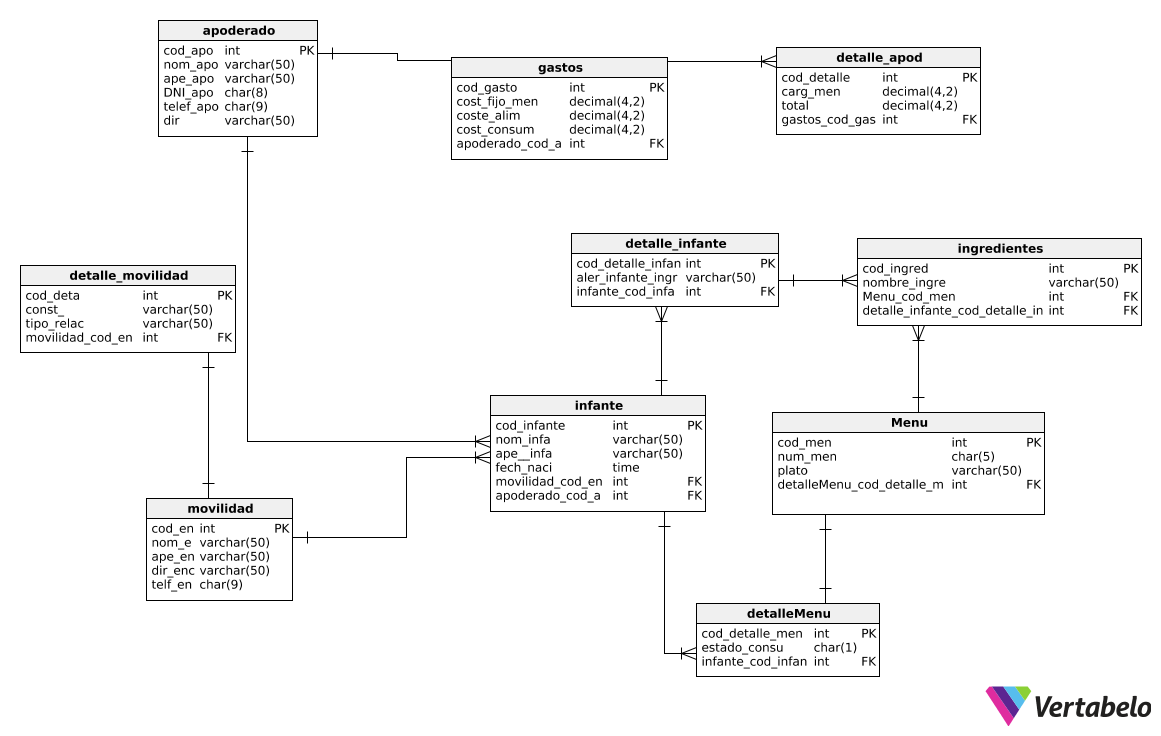 apoderado
cod_apo int PK
nom_apo varchar(50)
ape_apo varchar(50)
DNI_apo char(8)
telef_apo char(9)
dir varchar(50)
gastos
cod_gasto int PK
cost_fijo_men decimal(4,2)
coste_alim decimal(4,2)
cost_consum decimal(4,2)
apoderado_cod_a int FK
detalle_apod
cod_detalle int PK
carg_men decimal(4,2)
total decimal(4,2)
gastos_cod_gas int FK
detalle_infante
cod_detalle_infan int PK
aler_infante_ingr varchar(50)
infante_cod_infa int FK
ingredientes
cod_ingred int PK
nombre_ingre varchar(50)
Menu_cod_men int FK
detalle_infante_cod_detalle_in int FK
detalle_movilidad
cod_deta int PK
const_ varchar(50)
tipo_relac varchar(50)
movilidad_cod_en int FK
infante
cod_infante int PK
nom_infa varchar(50)
ape__infa varchar(50)
fech_naci time
movilidad_cod_en int FK
apoderado_cod_a int FK
Menu
cod_men int PK
num_men char(5)
plato varchar(50)
detalleMenu_cod_detalle_m int FK
movilidad
cod_en int PK
nom_e varchar(50)
ape_en varchar(50)
dir_enc varchar(50)
telf_en char(9)
detalleMenu
cod_detalle_men int PK
estado_consu char(1)
infante_cod_infan int FK
Vertabelo